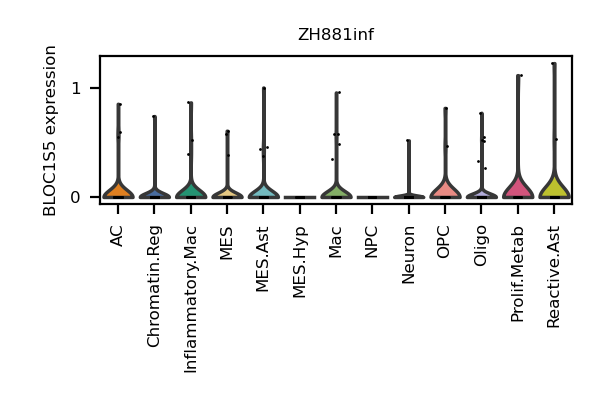 ZH881inf
BLOC1S5 expression
1
0
AC
Chromatin.Reg
Inflammatory.Mac
MES
MES.Ast
MES.Hyp
Mac
NPC
Neuron
OPC
Oligo
Prolif.Metab
Reactive.Ast